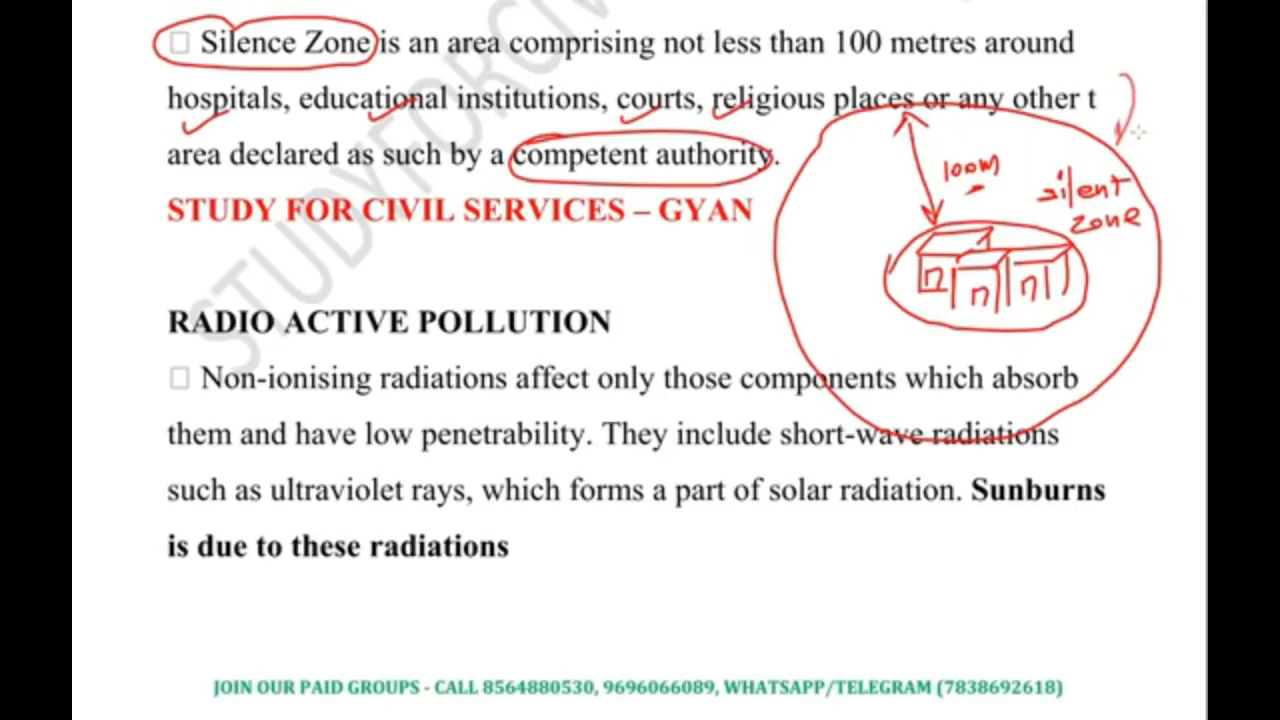 Silence Zone is an area comprising not less than 100 metres around
hospitals, educational institutions, courts, religious places or any other t
area declared as such by a competent authority.
100m
silent
zone
STUDY FOR CIVIL SERVICES – GYAN
STUDYFORCIV
RADIO ACTIVE POLLUTION
Non-ionising radiations affect only those components which absorb
them and have low penetrability. They include short-wave radiations
such as ultraviolet rays, which forms a part of solar radiation. Sunburns
is due to these radiations
JOIN OUR PAID GROUPS - CALL 8564880530, 9696066089, WHATSAPP/TELEGRAM (7838692618)